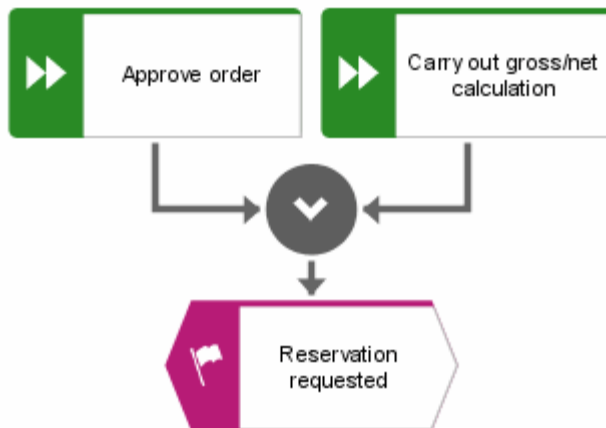 Approve order
Carry out gross/net
calculation
Reservation
requested